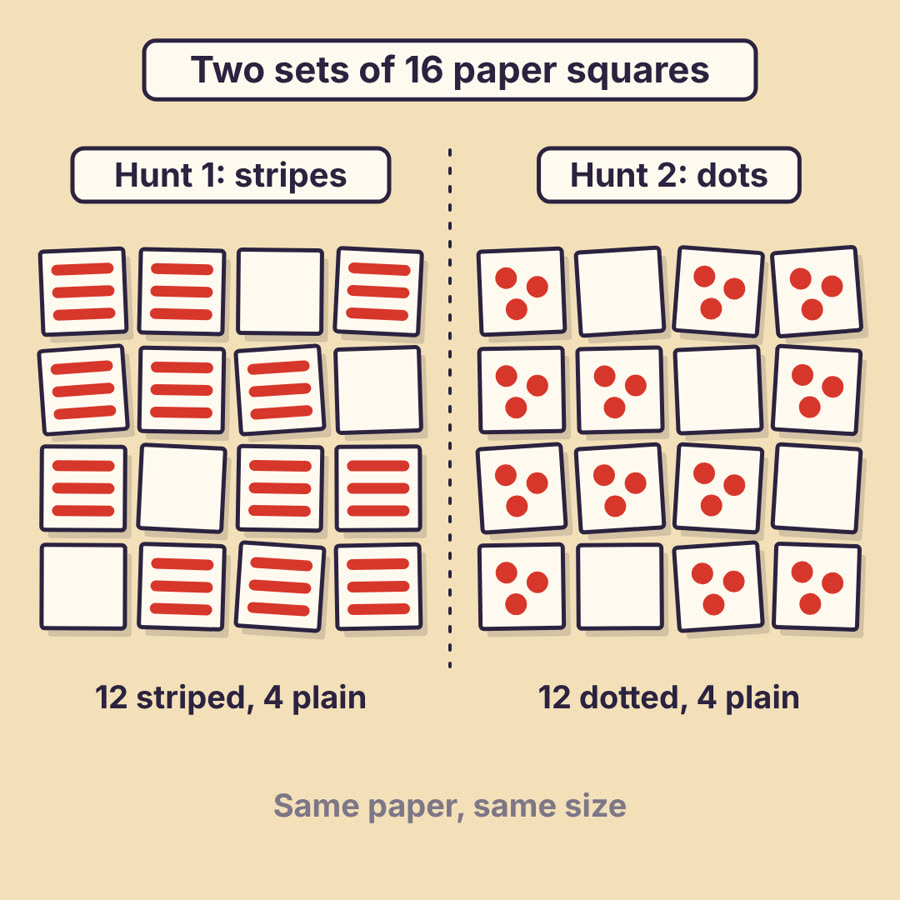 Two sets of 16 paper squares
Hunt 1: stripes
Hunt 2: dots
12 striped, 4 plain
12 dotted, 4 plain
Same paper, same size